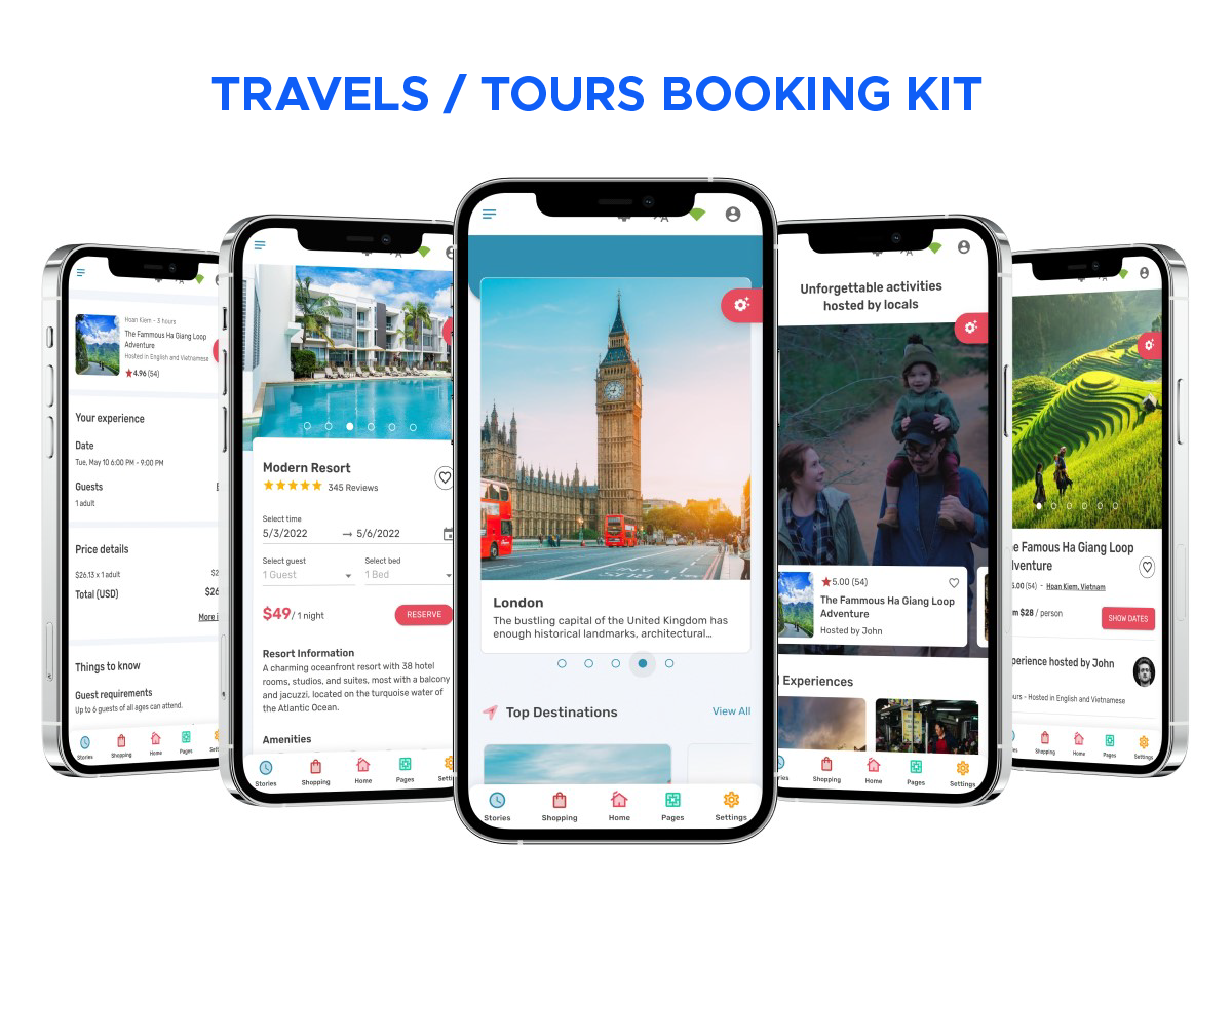 TRAVELS / TOURS BOOKING KIT
Hoan Kiem - 3 hours
The Fammous Ha Giang Loop
Adventure
Hosted in English and Vietnamese
4.96 (54)
Your experience
Date
Tue, May 10 6:00 PM - 9:00 PM
Guests
1 adult
Price details
$26.13 x 1 adult
Total (USD)
More
Things to know
Guest requirements
Up to 6 guests of all ages can attend.
Stories
Shopping
Home
Pages
Modern Resort
345 Reviews
Select time
5/3/2022 → 5/6/2022
Select guest
Select bed
1 Guest
1 Bed
$49 / 1 night
RESERVE
Resort Information
A charming oceanfront resort with 38 hotel
rooms, studios, and suites, most with a balcony
and jacuzzi, located on the turquoise water of
the Atlantic Ocean.
Amenities
Stories
Shopping
Home
Pages
London
The bustling capital of the United Kingdom has
enough historical landmarks, architectural...
Top Destinations
View All
Stories
Shopping
Home
Pages
Settings
Unforgettable activities
hosted by locals
5.00 (54)
The Fammous Ha Giang Loop
Adventure
Hosted by John
Experiences
Shopping
Home
Pages
Settings
Famous Ha Giang Loop
5.00 (54) - Hoan Kiem, Vietnam
$28 / person
SHOW DATES
hosted by John
- Hosted in English and Vietnamese
Shopping
Home
Pages
Settings